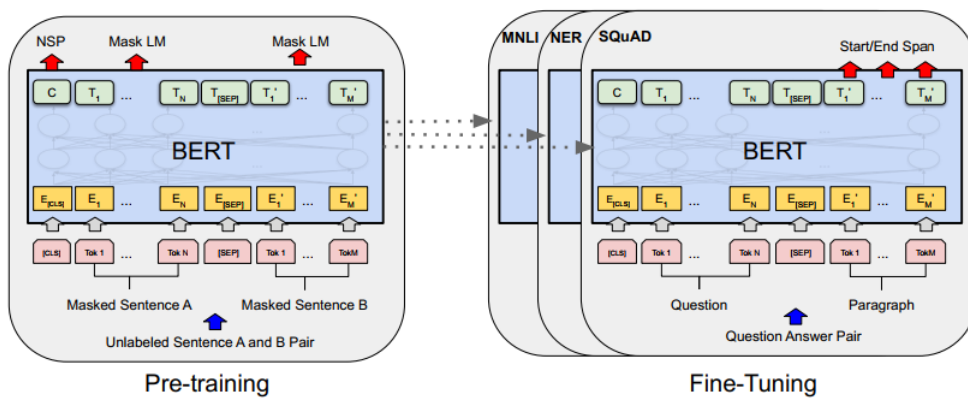 NSP Mask LM Mask LM
C T1 ... TN T[SEP] T1' ... TM'
...
...
BERT
E[CLS] E1 ... EN E[SEP] E1' ... EM'
[CLS] Tok 1 ... Tok N [SEP] Tok 1 ... TokM
Masked Sentence A Masked Sentence B
Unlabeled Sentence A and B Pair
Pre-training
MNLI NER SQuAD
Start/End Span
C T1 ... TN T[SEP] T1' ... TM'
...
...
BERT
E[CLS] E1 ... EN E[SEP] E1' ... EM'
[CLS] Tok 1 ... Tok N [SEP] Tok 1 ... TokM
Question Paragraph
Question Answer Pair
Fine-Tuning